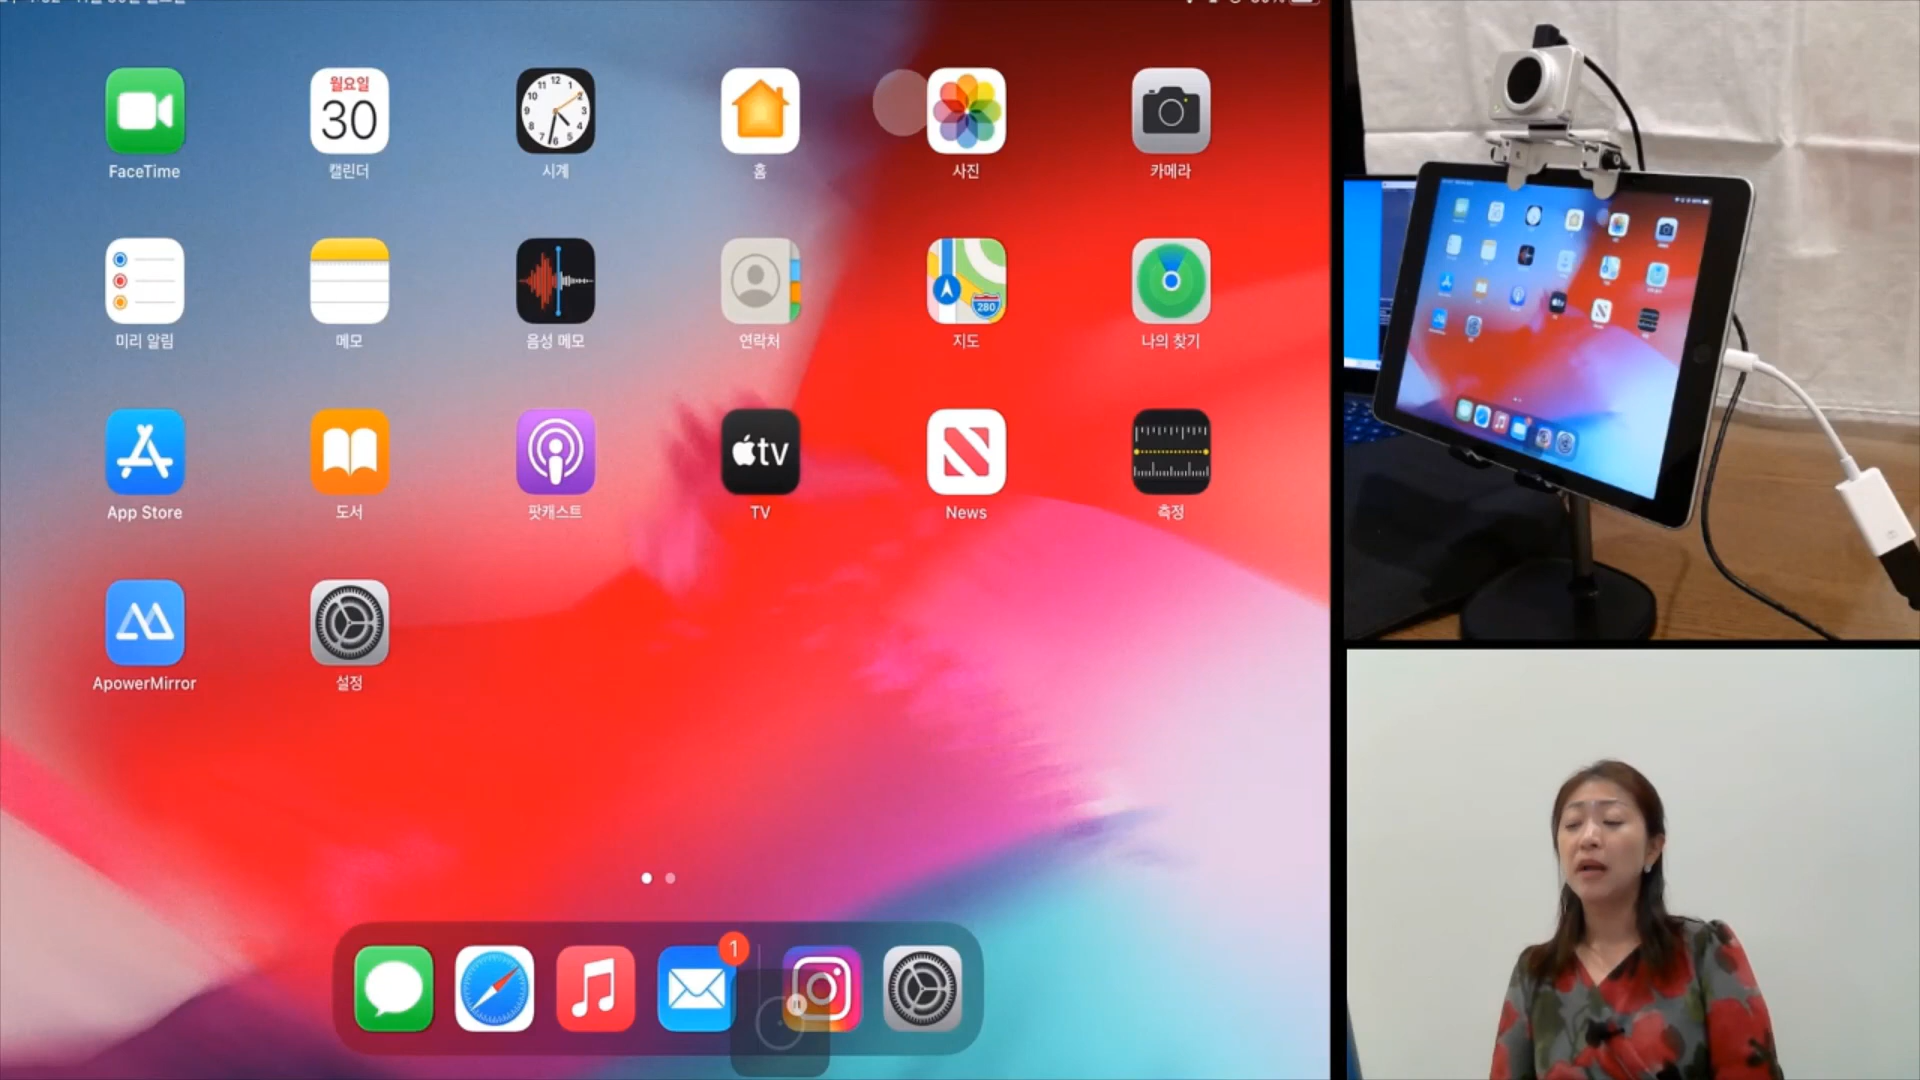 월요일
30
FaceTime
캘린더
시계
홈
사진
카메라
280
미리 알림
메모
음성 메모
연락처
지도
나의 찾기
tv
App Store
도서
팟캐스트
TV
News
측정
ApowerMirror
설정
1